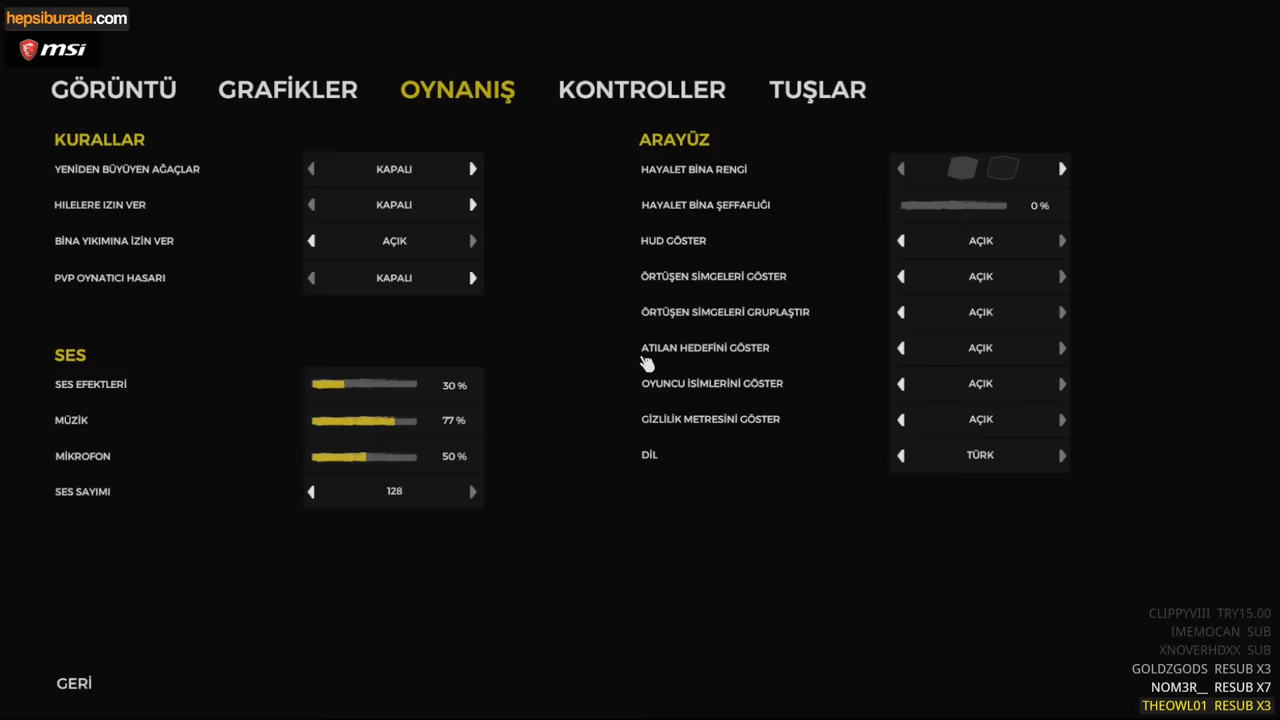 hepsiburada.com
msi
GÖRÜNTÜ GRAFİKLER OYNANIŞ KONTROLLER TUŞLAR
KURALLAR
YENİDEN BÜYÜYEN AĞAÇLAR KAPALI
HILELERE IZIN VER KAPALI
BİNA YIKIMINA İZİN VER AÇIK
PVP OYNATICI HASARI KAPALI
SES
SES EFEKTLERİ 30 %
MÜZİK 77 %
MİKROFON 50 %
SES SAYIMI 128
ARAYÜZ
HAYALET BİNA RENGİ
HAYALET BİNA ŞEFFAFLIĞI 0 %
HUD GÖSTER AÇIK
ÖRTÜŞEN SİMGELERİ GÖSTER AÇIK
ÖRTÜŞEN SİMGELERİ GRUPLAŞTIR AÇIK
ATILAN HEDEFİNİ GÖSTER AÇIK
OYUNCU İSİMLERİNİ GÖSTER AÇIK
GİZLİLİK METRESİNİ GÖSTER AÇIK
DİL TÜRK
CLIPPYVIII TRY15.00
IMEMOCAN SUB
XNOVERHDXX SUB
GOLDZGODS RESUB X3
NOM3R__ RESUB X7
THEOWL01 RESUB X3
GERİ